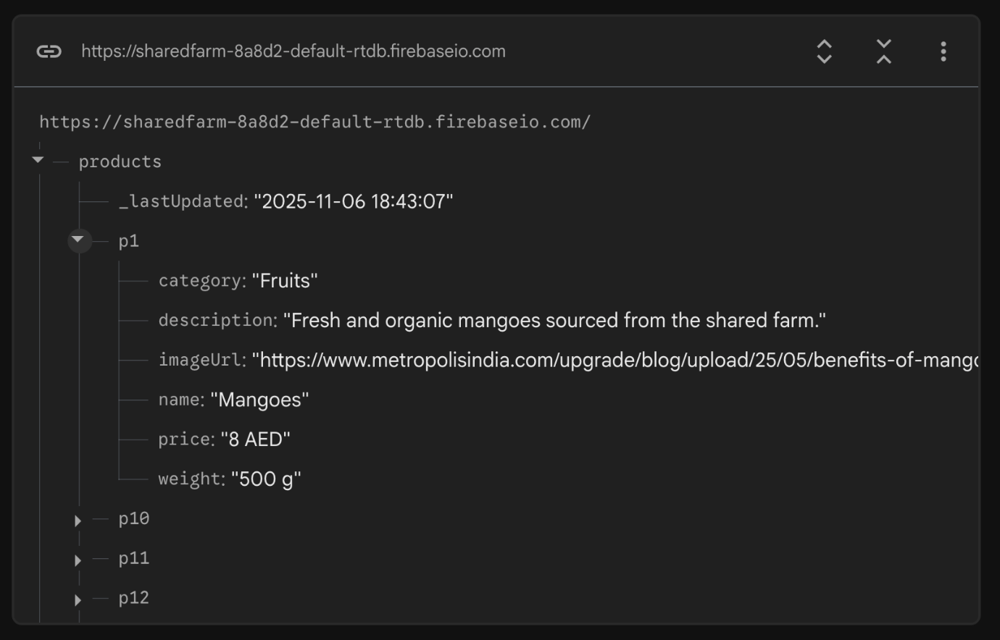 https://sharedfarm-8a8d2-default-rtdb.firebaseio.com
https://sharedfarm-8a8d2-default-rtdb.firebaseio.com/
products
_lastUpdated: "2025-11-06 18:43:07"
p1
category: "Fruits"
description: "Fresh and organic mangoes sourced from the shared farm."
imageUrl: "https://www.metropolisindia.com/upgrade/blog/upload/25/05/benefits-of-mang
name: "Mangoes"
price: "8 AED"
weight: "500 g"
p10
p11
p12